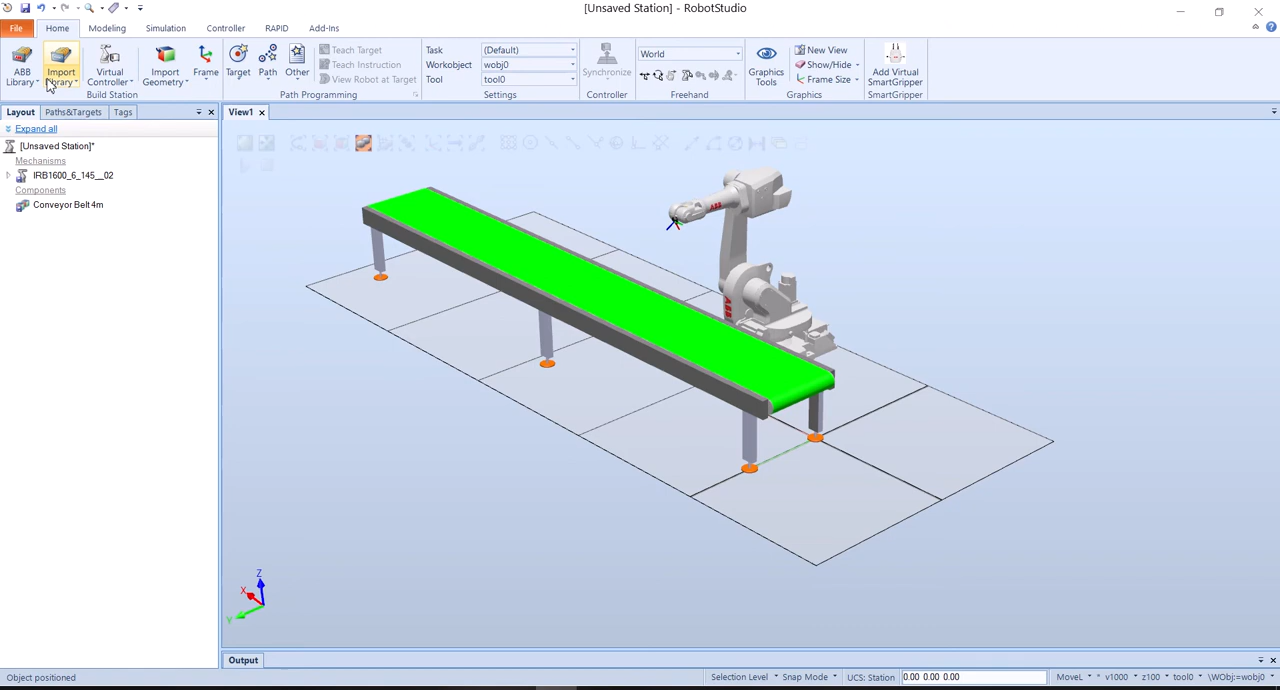 [Unsaved Station] - RobotStudio
File Home Modeling Simulation Controller RAPID Add-Ins
ABB Library
Import Library
Virtual Controller
Import Geometry
Frame
Build Station
Target
Path
Other
Teach Target
Teach Instruction
View Robot at Target
Path Programming
Task (Default)
Workobject wobj0
Tool tool0
Settings
Synchronize
Controller
World
Freehand
Graphics Tools
New View
Show/Hide
Frame Size
Graphics
Add Virtual SmartGripper
SmartGripper
Layout Paths&Targets Tags
View1
Expand all
[Unsaved Station]*
Mechanisms
IRB1600_6_145__02
Components
Conveyor Belt 4m
ABB
ABB
Z
X
Y
Output
Object positioned
Selection Level Snap Mode UCS: Station 0.00 0.00 0.00 MoveL * v1000 z100 tool0 \WObj:=wobj0